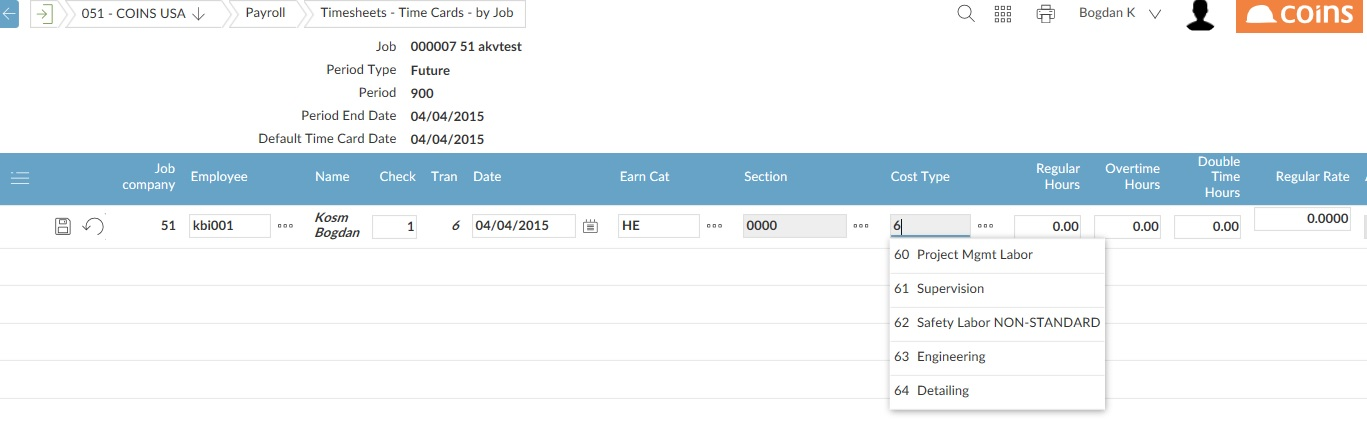 051 - COINS USA Payroll Timesheets - Time Cards - by Job Bogdan K COINS
Job 000007 51 akvtest
Period Type Future
Period 900
Period End Date 04/04/2015
Default Time Card Date 04/04/2015
Job company Employee Name Check Tran Date Earn Cat Section Cost Type Regular Hours Overtime Hours Double Time Hours Regular Rate
51 kbi001 Kosm Bogdan 1 6 04/04/2015 HE 0000 6 0.00 0.00 0.00 0.0000
60 Project Mgmt Labor
61 Supervision
62 Safety Labor NON-STANDARD
63 Engineering
64 Detailing